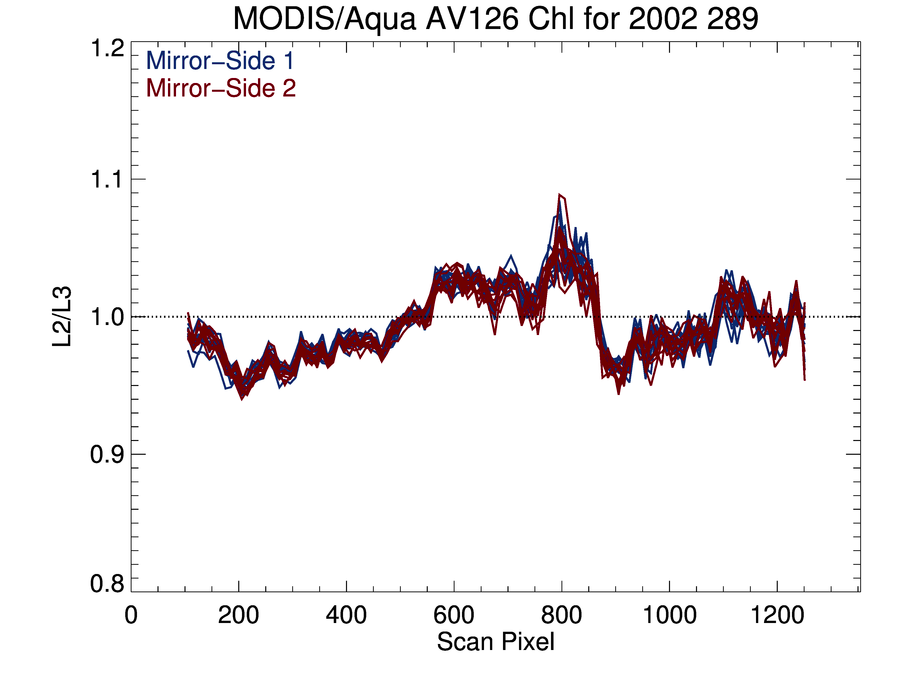 MODIS/Aqua AV126 Chl for 2002 289
1.2
Mirror-Side 1
Mirror-Side 2
1.1
L2/L3
1.0
0.9
0.8
0 200 400 600 800 1000 1200
Scan Pixel